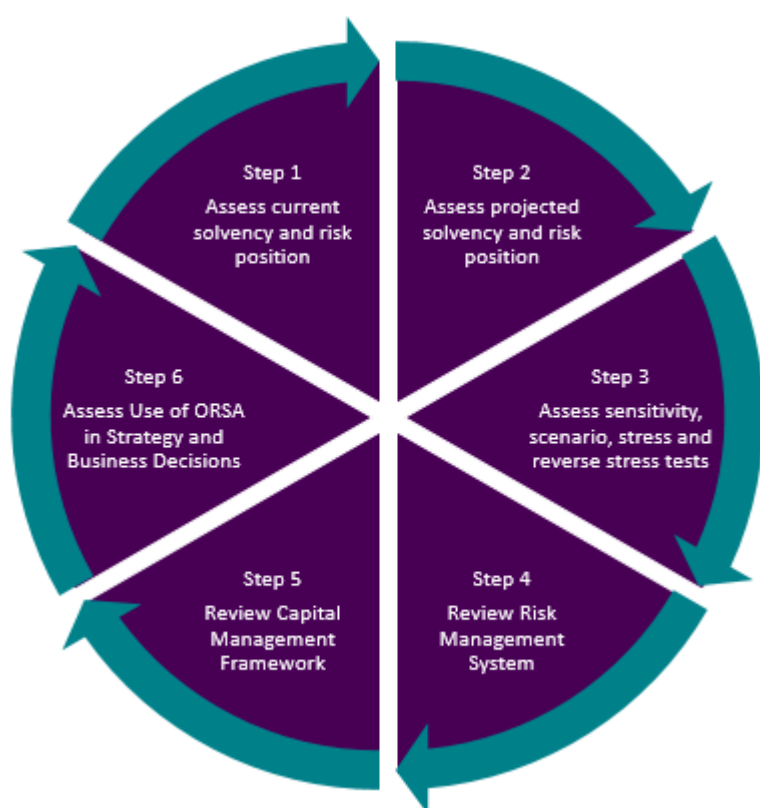 Step 1
Assess current
solvency and risk
position
Step 2
Assess projected
solvency and risk
position
Step 3
Assess sensitivity,
scenario, stress and
reverse stress tests
Step 4
Review Risk
Management
System
Step 5
Review Capital
Management
Framework
Step 6
Assess Use of ORSA
in Strategy and
Business Decisions